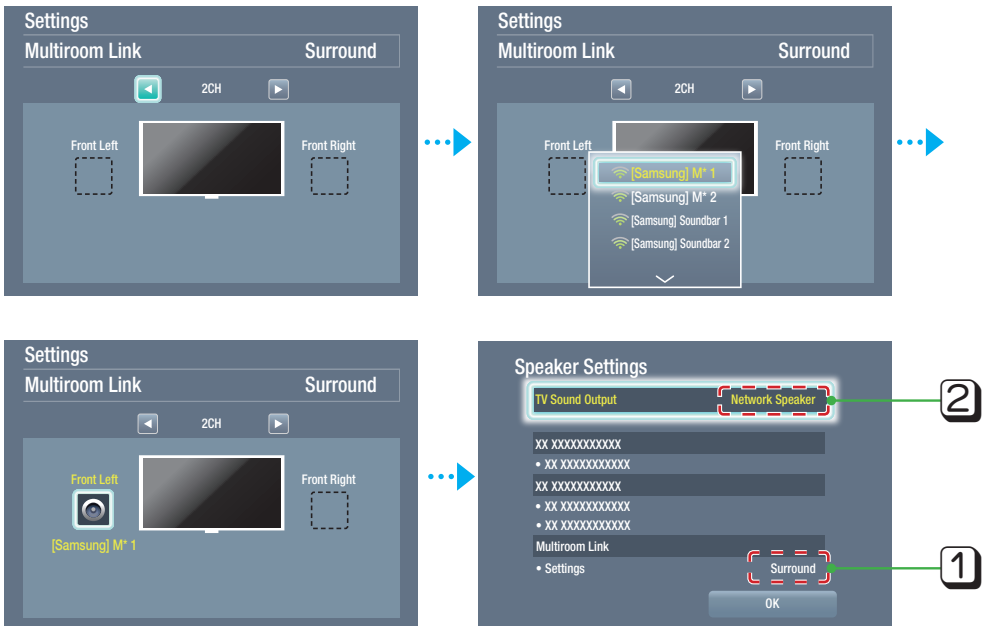 Settings
Multiroom Link Surround
2CH
Front Left Front Right
Settings
Multiroom Link Surround
2CH
Front Left Front Right
[Samsung] M* 1
[Samsung] M* 2
[Samsung] Soundbar 1
[Samsung] Soundbar 2
Settings
Multiroom Link Surround
2CH
Front Left Front Right
[Samsung] M* 1
Speaker Settings
TV Sound Output Network Speaker
2
XX XXXXXXXXXXX
• XX XXXXXXXXXXX
XX XXXXXXXXXXX
• XX XXXXXXXXXXX
• XX XXXXXXXXXXX
Multiroom Link
• Settings Surround
1
OK